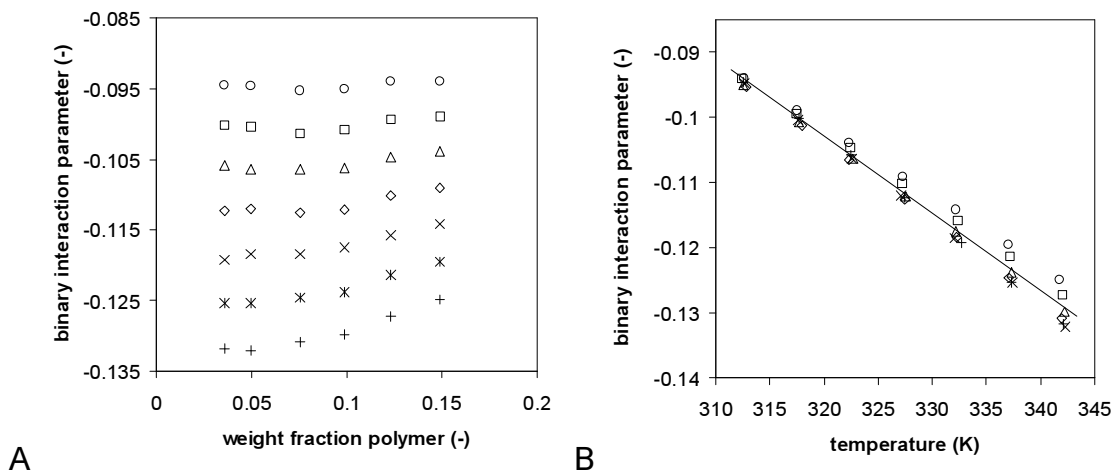 -0.085
-0.095
-0.105
-0.115
-0.125
-0.135
0 0.05 0.1 0.15 0.2
binary interaction parameter (-)
weight fraction polymer (-)
A
-0.09
-0.1
-0.11
-0.12
-0.13
-0.14
310 315 320 325 330 335 340 345
binary interaction parameter (-)
temperature (K)
B